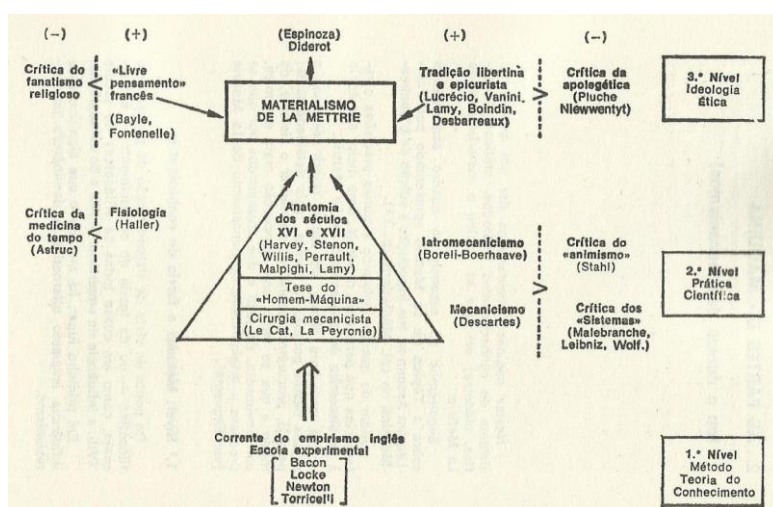 (–)
(+)
(Espinoza)
Diderot
(+)
(–)
Crítica do
fanatismo
religioso
«Livre
pensamento»
francês
(Bayle,
Fontenelle)
MATERIALISMO
DE LA METTRIE
Tradição libertina
e epicurista
(Lucrécio, Vanini,
Lamy, Boindin,
Desbarreaux)
Crítica da
apologética
(Pluche
Niewwentyt)
3.º Nível
Ideologia
Ética
Crítica da
medicina
do tempo
(Astruc)
Fisiologia
(Haller)
Anatomia
dos séculos
XVI e XVII
(Harvey, Stenon,
Willis, Perrault,
Malpighi, Lamy)
Tese do
«Homem-Máquina»
Cirurgia mecanicista
(Le Cat, La Peyronie)
Iatromecanicismo
(Boreli-Boerhaave)
Mecanicismo
(Descartes)
Crítica do
«animismo»
(Stahl)
Crítica dos
«Sistemas»
(Malebranche,
Leibniz, Wolf.)
2.º Nível
Prática
Científica
Corrente do empirismo inglês
Escola experimental
Bacon
Locke
Newton
Torricelli
1.º Nível
Método
Teoria do
Conhecimento